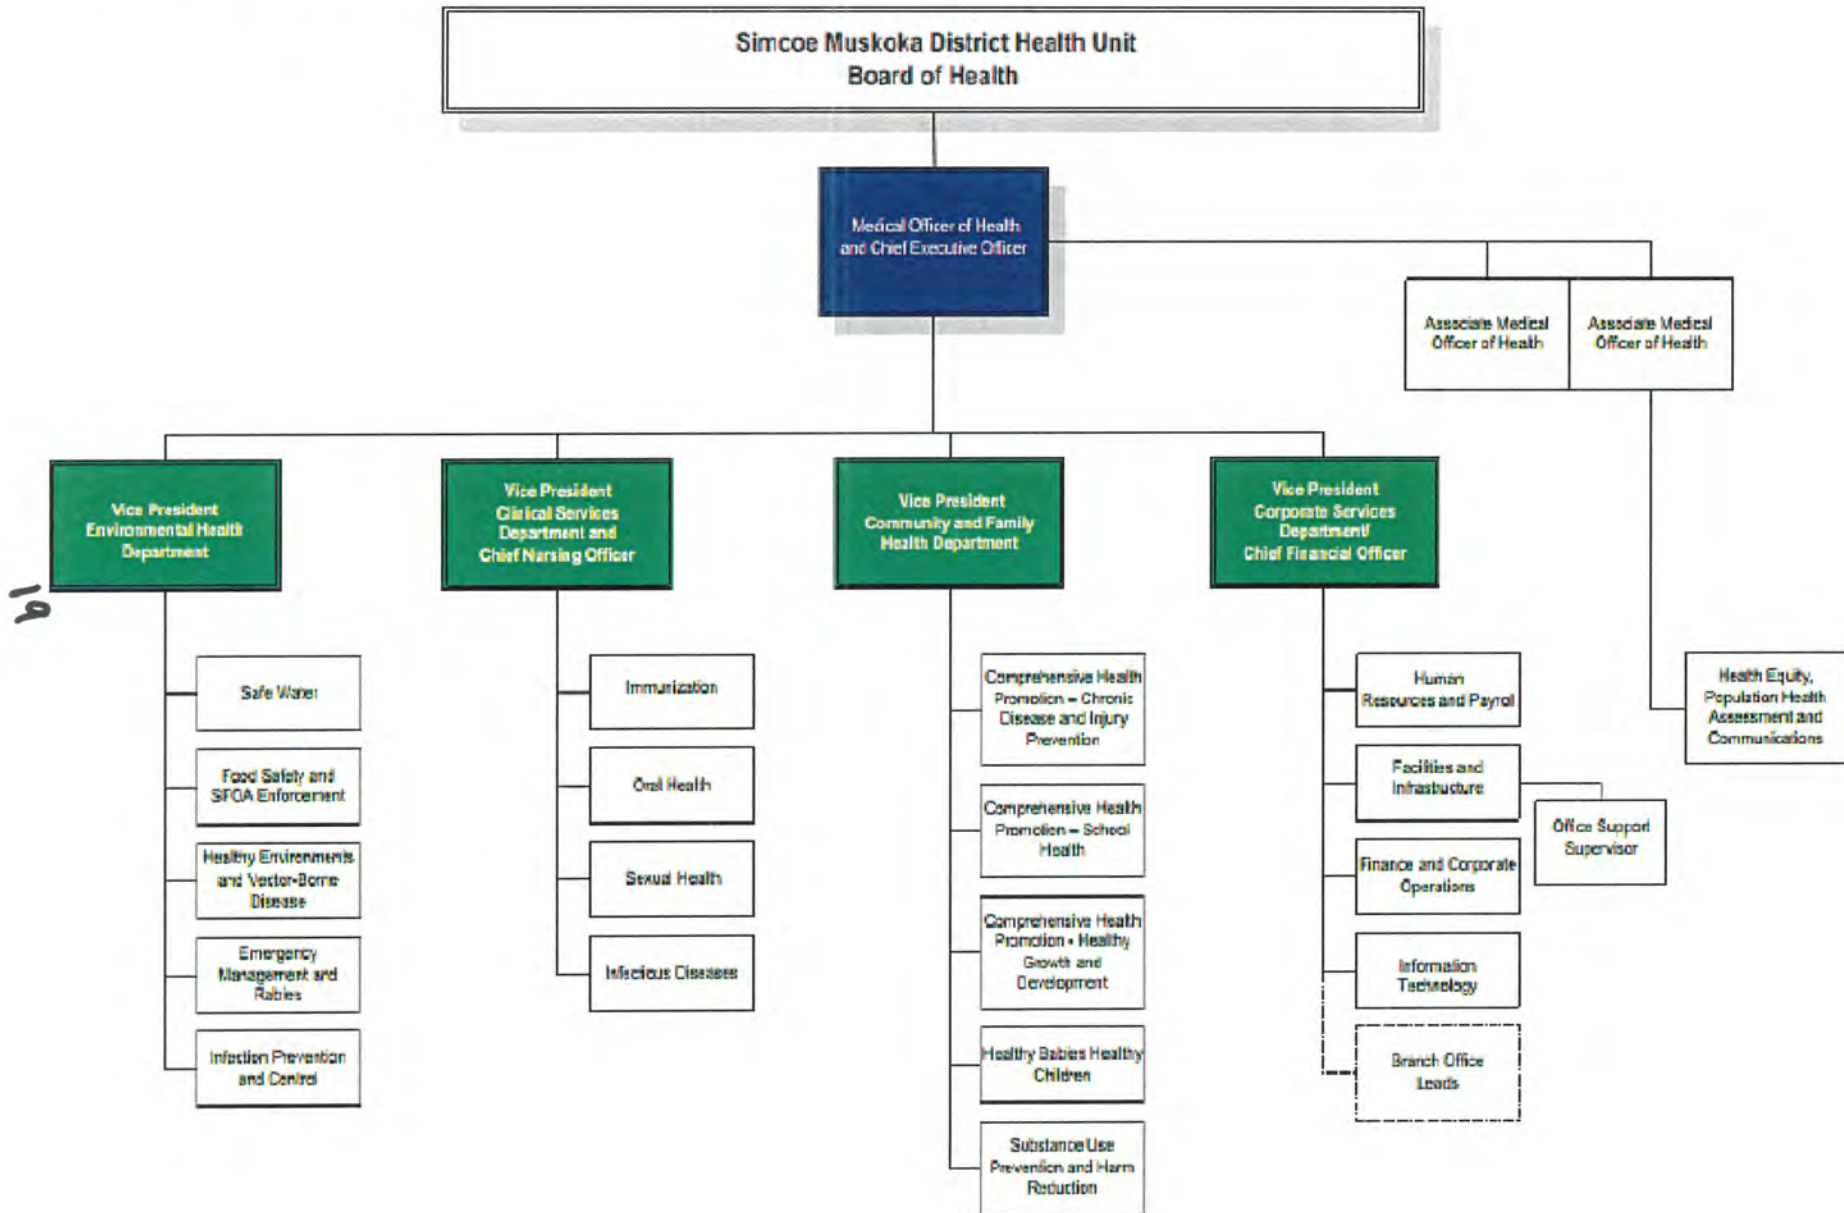 Simcoe Muskoka District Health Unit
Board of Health
Medical Officer of Health
and Chief Executive Officer
Associate Medical
Officer of Health
Associate Medical
Officer of Health
Vice President
Environmental Health
Department
Vice President
Clinical Services
Department and
Chief Nursing Officer
Vice President
Community and Family
Health Department
Vice President
Corporate Services
Department/
Chief Financial Officer
19
Safe Water
Food Safety and
SFOA Enforcement
Healthy Environments
and Vector-Borne
Disease
Emergency
Management and
Rabies
Infection Prevention
and Control
Immunization
Oral Health
Sexual Health
Infectious Diseases
Comprehensive Health
Promotion – Chronic
Disease and Injury
Prevention
Comprehensive Health
Promotion – School
Health
Comprehensive Health
Promotion - Healthy
Growth and
Development
Healthy Babies Healthy
Children
Substance Use
Prevention and Harm
Reduction
Human
Resources and Payroll
Facilities and
Infrastructure
Office Support
Supervisor
Finance and Corporate
Operations
Information
Technology
Branch Office
Leads
Health Equity,
Population Health
Assessment and
Communications